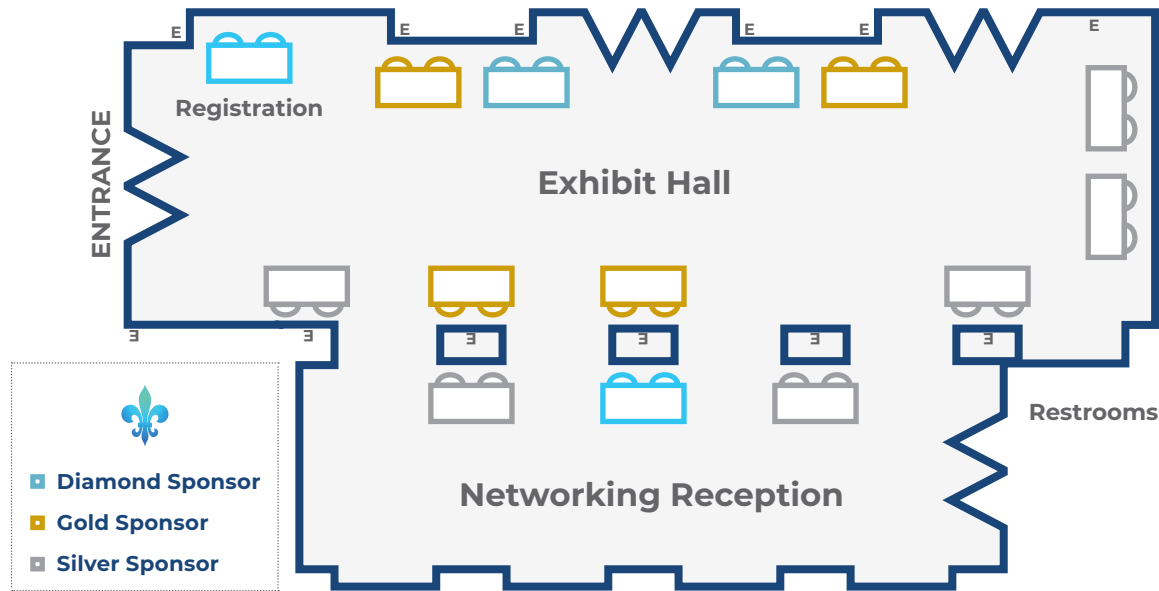 E
E
E
E
E
E
Registration
ENTRANCE
Exhibit Hall
E
E
E
E
E
Restrooms
Diamond Sponsor
Gold Sponsor
Silver Sponsor
Networking Reception